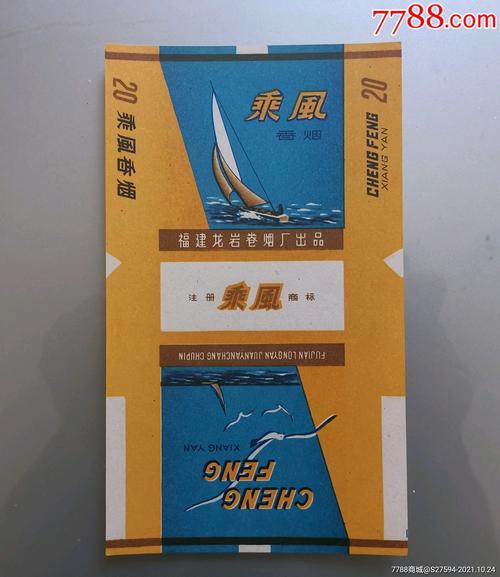 7788.com
20 乘風香烟
乘風
香烟
CHENG FENG 20
XIANG YAN
福建龙岩卷烟厂出品
注册 乘風 商标
FUJIAN LONGYAN JUANYANCHANG CHUPIN
XIANG YAN
CHENG
FENG
7788商城@S27594-2021.10.24